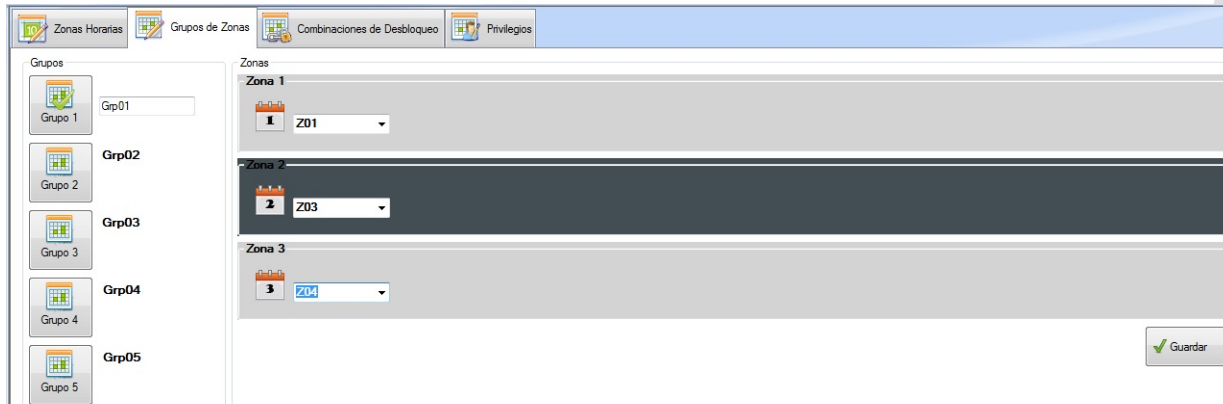 Zonas Horarias
Grupos de Zonas
Combinaciones de Desbloqueo
Privilegios
Grupos
Grupo 1
Grp01
Grupo 2
Grp02
Grupo 3
Grp03
Grupo 4
Grp04
Grupo 5
Grp05
Zonas
Zona 1
1
Z01
Zona 2
2
Z03
Zona 3
3
Z04
Guardar